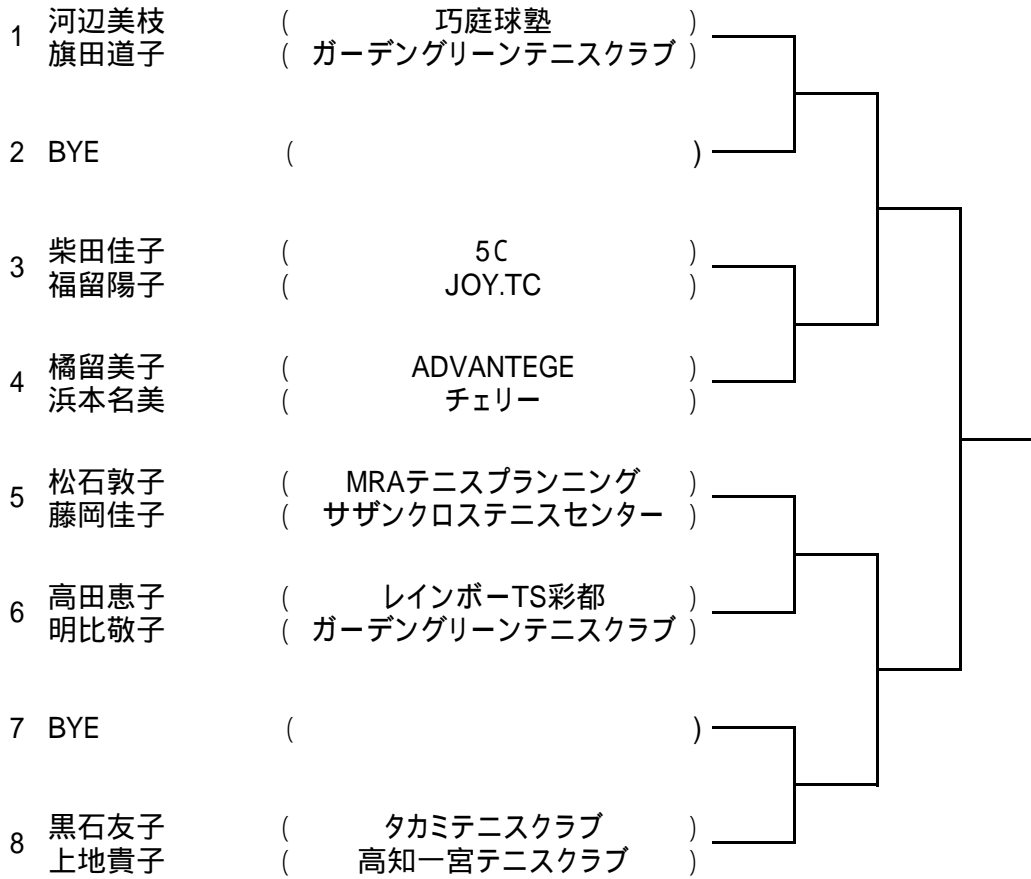 1 河辺美枝 ( 巧庭球塾 )
旗田道子 ( ガーデングリーンテニスクラブ )
2 BYE ( )
3 柴田佳子 ( 5C )
福留陽子 ( JOY.TC )
4 橘留美子 ( ADVANTEGE )
浜本名美 ( チェリー )
5 松石敦子 ( MRAテニスプランニング )
藤岡佳子 ( サザンクロステニスセンター )
6 高田恵子 ( レインボーTS彩都 )
明比敬子 ( ガーデングリーンテニスクラブ )
7 BYE ( )
8 黒石友子 ( タカミテニスクラブ )
上地貴子 ( 高知一宮テニスクラブ )